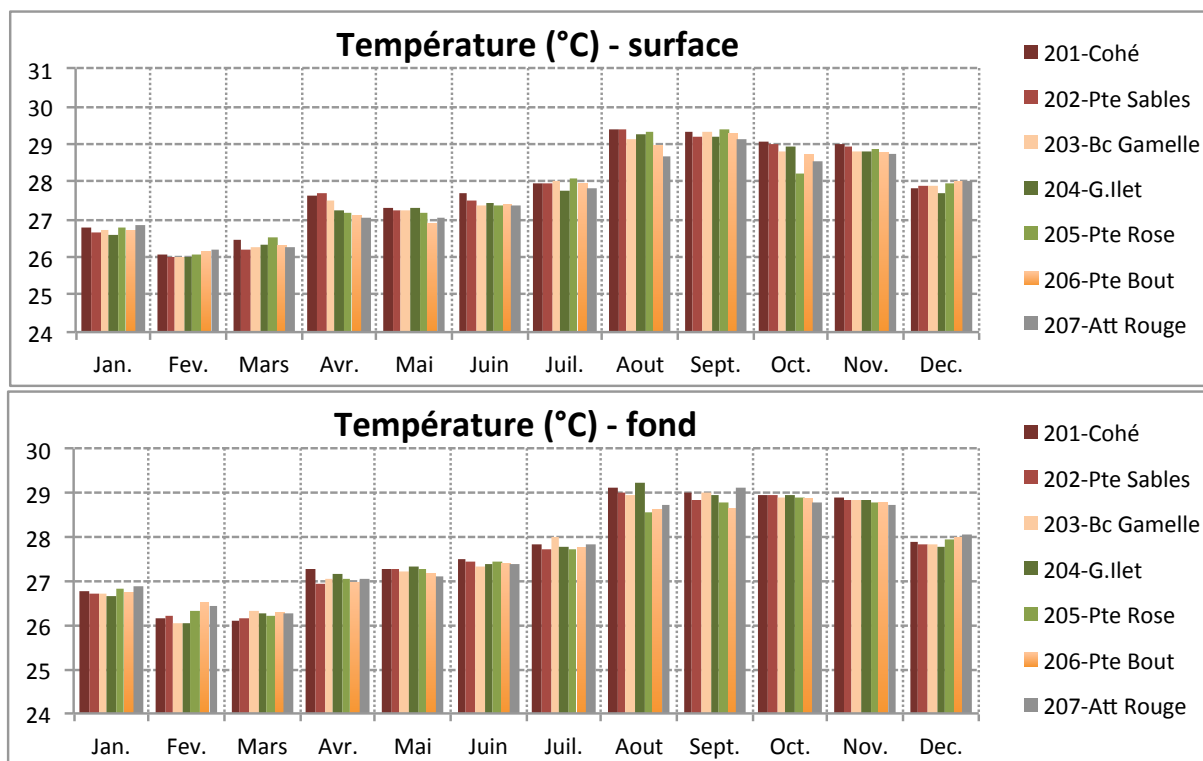 Température (°C) - surface
31
30
29
28
27
26
25
24
Jan. Fev. Mars Avr. Mai Juin Juil. Aout Sept. Oct. Nov. Dec.
201-Cohé
202-Pte Sables
203-Bc Gamelle
204-G.Ilet
205-Pte Rose
206-Pte Bout
207-Att Rouge
Température (°C) - fond
30
29
28
27
26
25
24
Jan. Fev. Mars Avr. Mai Juin Juil. Aout Sept. Oct. Nov. Dec.
201-Cohé
202-Pte Sables
203-Bc Gamelle
204-G.Ilet
205-Pte Rose
206-Pte Bout
207-Att Rouge